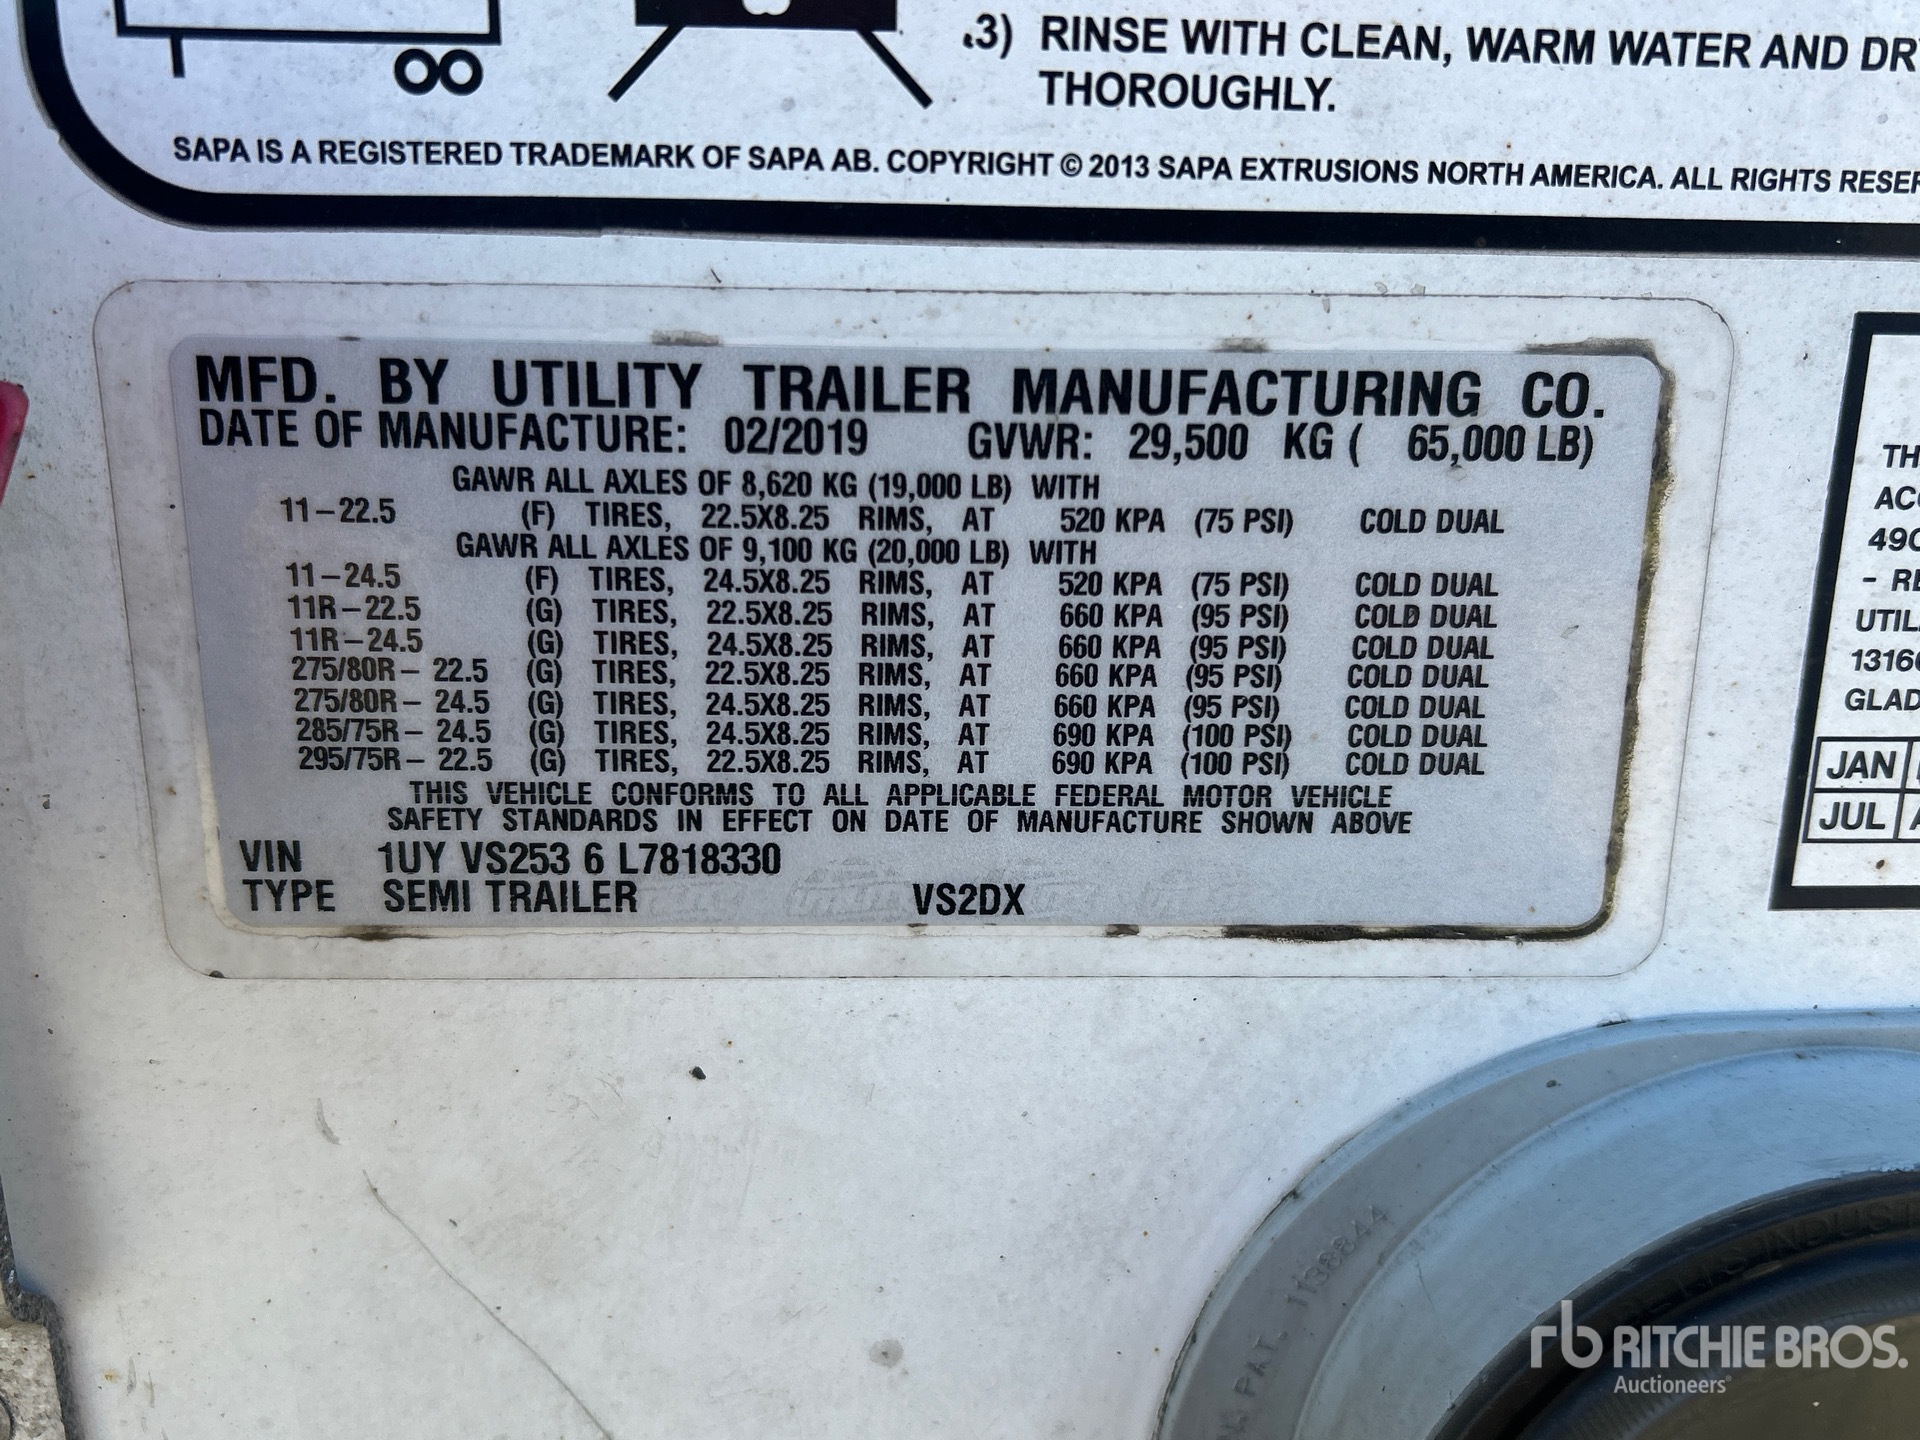 3) RINSE WITH CLEAN, WARM WATER AND DR
THOROUGHLY.
SAPA IS A REGISTERED TRADEMARK OF SAPA AB. COPYRIGHT © 2013 SAPA EXTRUSIONS NORTH AMERICA. ALL RIGHTS RESER
MFD. BY UTILITY TRAILER MANUFACTURING CO.
DATE OF MANUFACTURE: 02/2019 GVWR: 29,500 KG ( 65,000 LB)
GAWR ALL AXLES OF 8,620 KG (19,000 LB) WITH
11-22.5 (F) TIRES, 22.5X8.25 RIMS, AT 520 KPA (75 PSI) COLD DUAL
GAWR ALL AXLES OF 9,100 KG (20,000 LB) WITH
11-24.5 (F) TIRES, 24.5X8.25 RIMS, AT 520 KPA (75 PSI) COLD DUAL
11R-22.5 (G) TIRES, 22.5X8.25 RIMS, AT 660 KPA (95 PSI) COLD DUAL
11R-24.5 (G) TIRES, 24.5X8.25 RIMS, AT 660 KPA (95 PSI) COLD DUAL
275/80R- 22.5 (G) TIRES, 22.5X8.25 RIMS, AT 660 KPA (95 PSI) COLD DUAL
275/80R- 24.5 (G) TIRES, 24.5X8.25 RIMS, AT 660 KPA (95 PSI) COLD DUAL
285/75R- 24.5 (G) TIRES, 24.5X8.25 RIMS, AT 690 KPA (100 PSI) COLD DUAL
295/75R- 22.5 (G) TIRES, 22.5X8.25 RIMS, AT 690 KPA (100 PSI) COLD DUAL
THIS VEHICLE CONFORMS TO ALL APPLICABLE FEDERAL MOTOR VEHICLE
SAFETY STANDARDS IN EFFECT ON DATE OF MANUFACTURE SHOWN ABOVE
VIN 1UY VS253 6 L7818330
TYPE SEMI TRAILER VS2DX
TH
ACC
490
- RE
UTIL
1316
GLAD
JAN
JUL A
PAT. 1138844
rb RITCHIE BROS.
Auctioneers